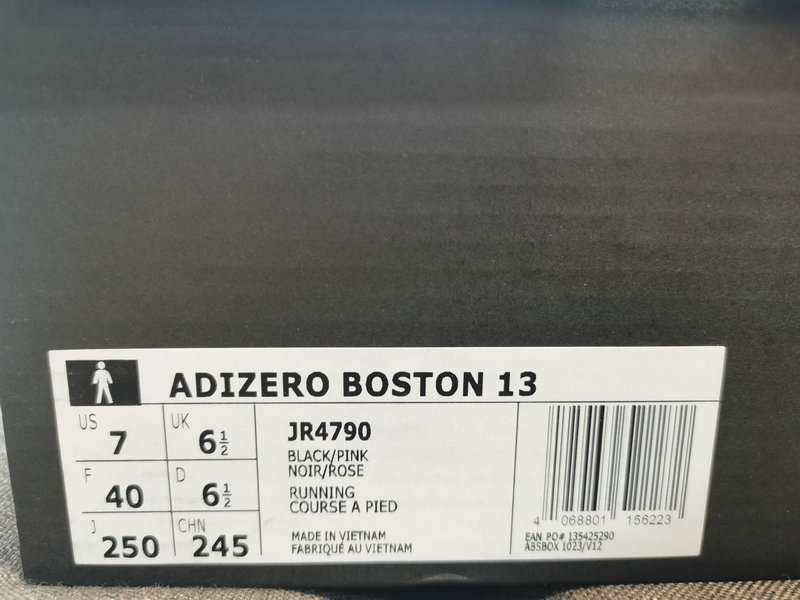 ADIZERO BOSTON 13
US 7 UK 6½
F 40 D 6½
J 250 CHN 245
JR4790
BLACK/PINK
NOIR/ROSE
RUNNING
COURSE A PIED
MADE IN VIETNAM
FABRIQUÉ AU VIETNAM
4 068801 156223
EAN PO# 135425290
ABSBOX 1023/V12